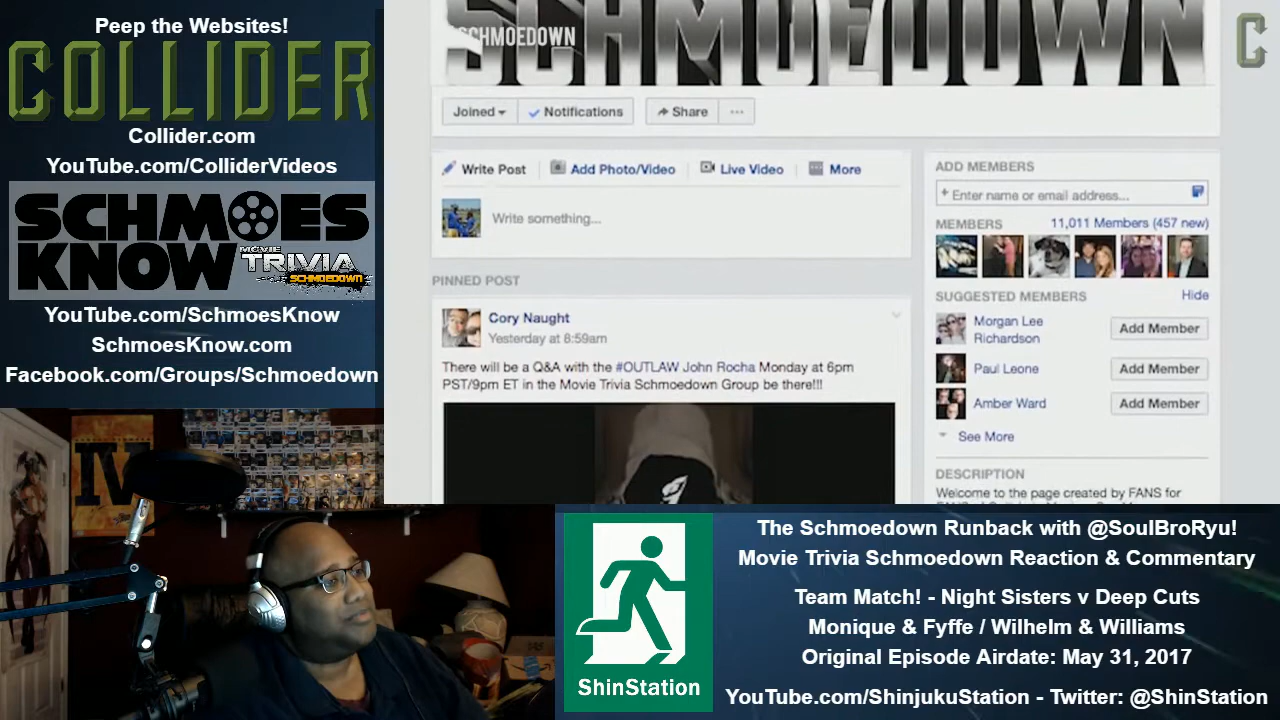 Peep the Websites!
COLLIDER
Collider.com
YouTube.com/ColliderVideos
SCHMOES
KNOW
MOVIE
TRIVIA
SCHMOEDOWN
YouTube.com/SchmoesKnow
SchmoesKnow.com
Facebook.com/Groups/Schmoedown
SCHMOEDOWN
SCHMOEDOWN
C
Joined
Notifications
Share
Write Post
Add Photo/Video
Live Video
More
Write something...
PINNED POST
Cory Naught
Yesterday at 8:59am
There will be a Q&A with the #OUTLAW John Rocha Monday at 6pm
PST/9pm ET in the Movie Trivia Schmoedown Group be there!!!
ADD MEMBERS
+ Enter name or email address...
MEMBERS
11,011 Members (457 new)
SUGGESTED MEMBERS
Hide
Morgan Lee
Richardson
Add Member
Paul Leone
Add Member
Amber Ward
Add Member
See More
DESCRIPTION
Welcome to the page created by FANS for
IV
ShinStation
The Schmoedown Runback with @SoulBroRyu!
Movie Trivia Schmoedown Reaction & Commentary
Team Match! - Night Sisters v Deep Cuts
Monique & Fyffe / Wilhelm & Williams
Original Episode Airdate: May 31, 2017
YouTube.com/ShinjukuStation - Twitter: @ShinStation